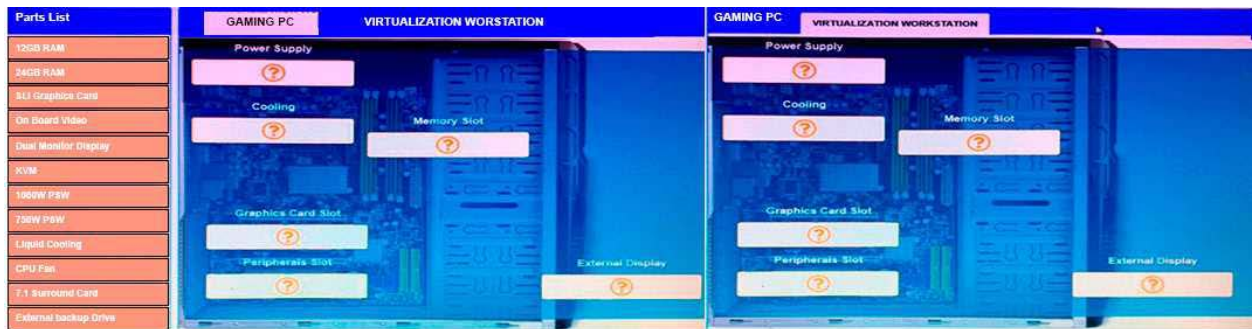 Parts List
12GB RAM
24GB RAM
SLI Graphics Card
On Board Video
Dual Monitor Display
KVM
1000W PSW
750W PSW
Liquid Cooling
CPU Fan
7.1 Surround Card
External backup Drive
GAMING PC
VIRTUALIZATION WORSTATION
Power Supply
?
Cooling
?
Memory Slot
?
Graphics Card Slot
?
Peripherals Slot
?
External Display
?
GAMING PC
VIRTUALIZATION WORKSTATION
Power Supply
?
Cooling
?
Memory Slot
?
Graphics Card Slot
?
Peripherals Slot
?
External Display
?